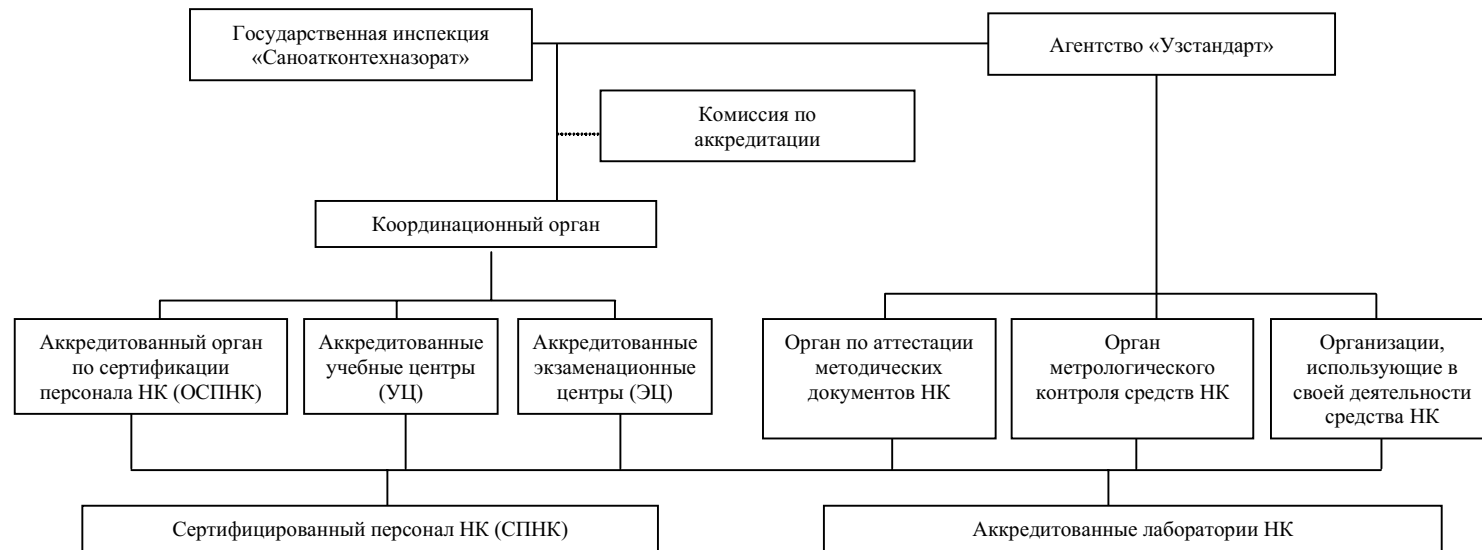 Государственная инспекция
«Саноатконтехназорат»
Агентство «Узстандарт»
Комиссия по
аккредитации
Координационный орган
Аккредитованный орган
по сертификации
персонала НК (ОСПНК)
Аккредитованные
учебные центры
(УЦ)
Аккредитованные
экзаменационные
центры (ЭЦ)
Орган по аттестации
методических
документов НК
Орган
метрологического
контроля средств НК
Организации,
использующие в
своей деятельности
средства НК
Сертифицированный персонал НК (СПНК)
Аккредитованные лаборатории НК